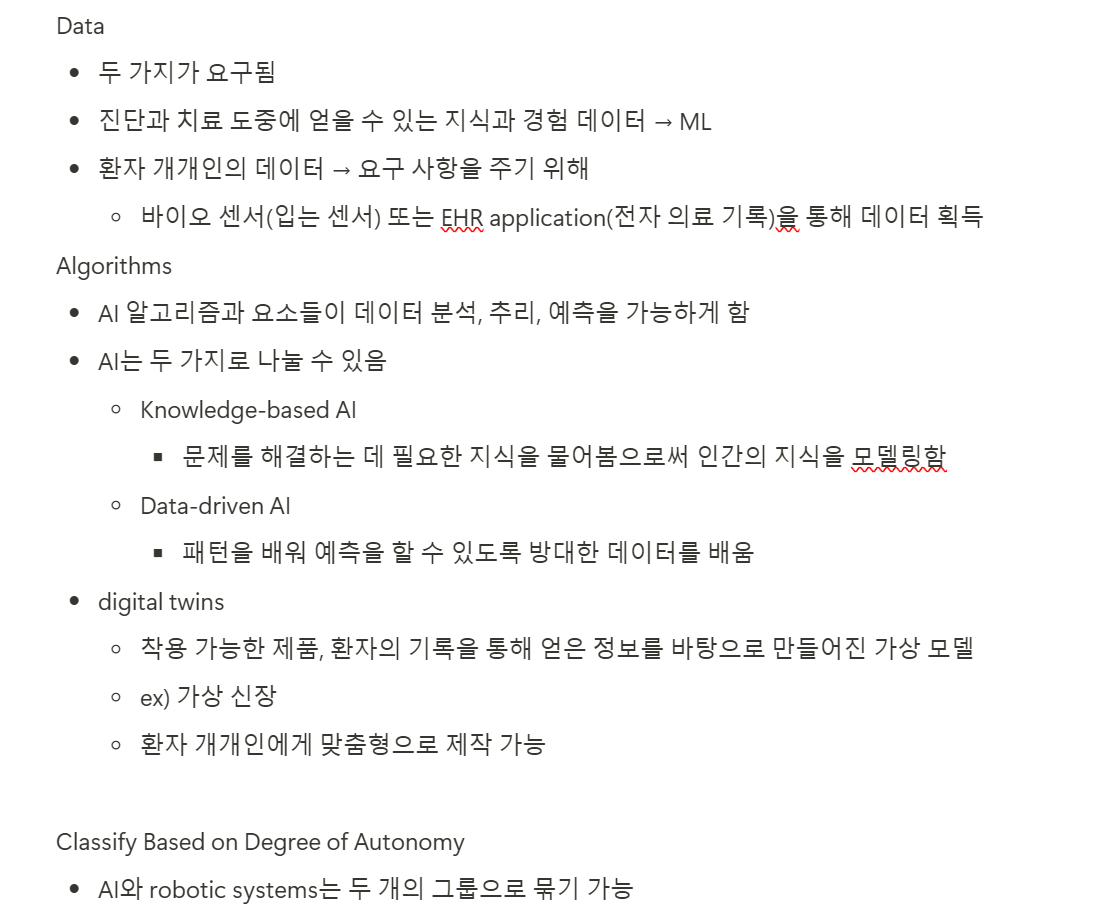 Data
• 두 가지가 요구됨
• 진단과 치료 도중에 얻을 수 있는 지식과 경험 데이터 → ML
• 환자 개개인의 데이터 → 요구 사항을 주기 위해
○ 바이오 센서(입는 센서) 또는 EHR application(전자 의료 기록)을 통해 데이터 획득
Algorithms
• AI 알고리즘과 요소들이 데이터 분석, 추리, 예측을 가능하게 함
• AI는 두 가지로 나눌 수 있음
○ Knowledge-based AI
▪ 문제를 해결하는 데 필요한 지식을 물어봄으로써 인간의 지식을 모델링함
○ Data-driven AI
▪ 패턴을 배워 예측을 할 수 있도록 방대한 데이터를 배움
• digital twins
○ 착용 가능한 제품, 환자의 기록을 통해 얻은 정보를 바탕으로 만들어진 가상 모델
○ ex) 가상 신장
○ 환자 개개인에게 맞춤형으로 제작 가능
Classify Based on Degree of Autonomy
• AI와 robotic systems는 두 개의 그룹으로 묶기 가능